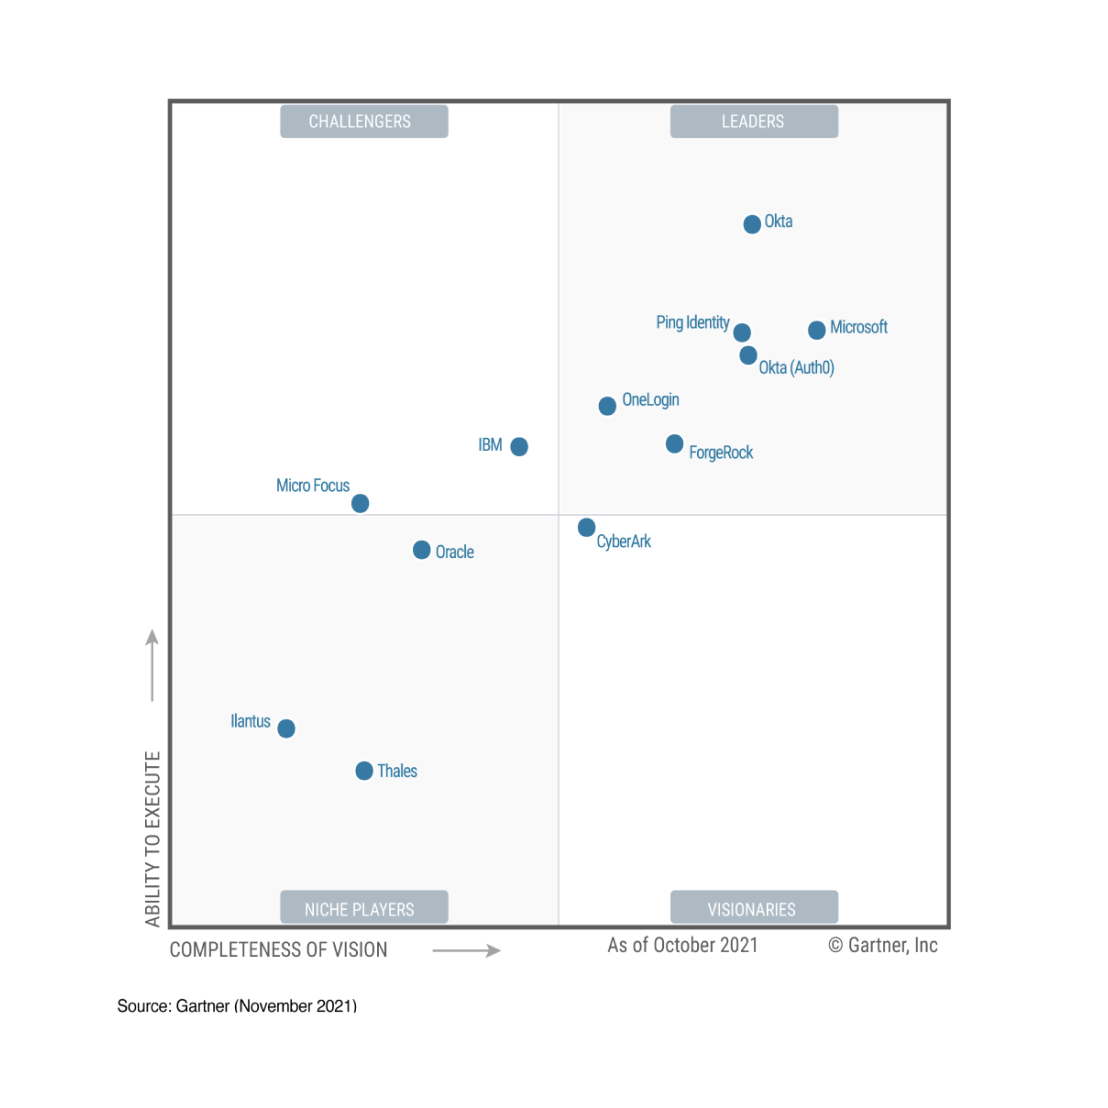 CHALLENGERS
LEADERS
Okta
Ping Identity
Microsoft
Okta (Auth0)
OneLogin
IBM
ForgeRock
Micro Focus
CyberArk
Oracle
Ilantus
Thales
ABILITY TO EXECUTE
NICHE PLAYERS
VISIONARIES
COMPLETENESS OF VISION
As of October 2021
© Gartner, Inc
Source: Gartner (November 2021)